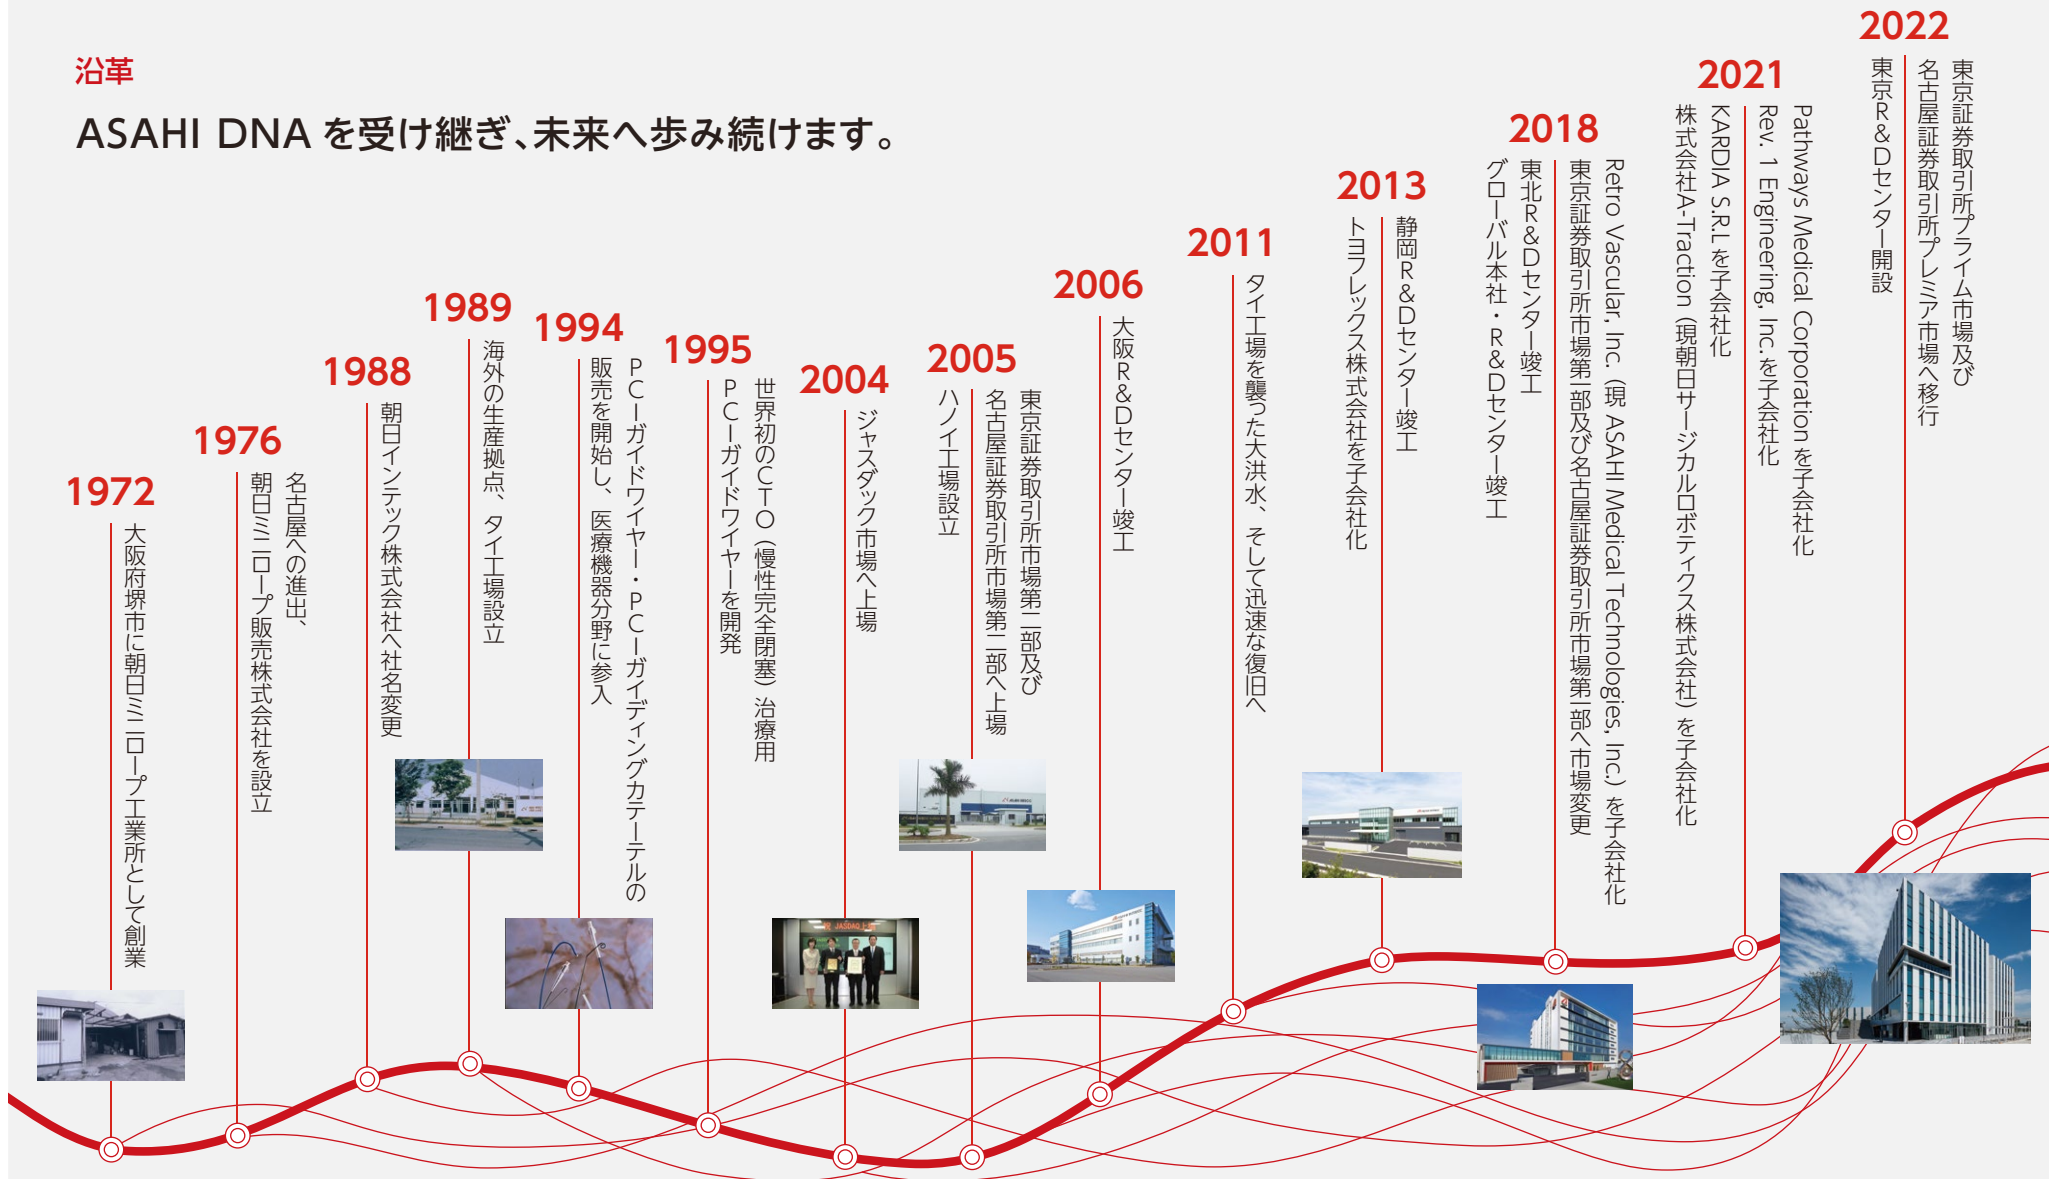 沿革
ASAHI DNA を受け継ぎ、未来へ歩み続けます。
1972
大阪府堺市に朝日ミニロープ工業所として創業
1976
名古屋への進出、
朝日ミニロープ販売株式会社を設立
1988
朝日インテック株式会社へ社名変更
1989
海外の生産拠点、タイ工場設立
1994
PCIーガイドワイヤー・PCIーガイディングカテーテルの
販売を開始し、医療機器分野に参入
1995
世界初のCTO（慢性完全閉塞）治療用
PCIーガイドワイヤーを開発
2004
ジャスダック市場へ上場
JASDAQ
2005
東京証券取引所市場第二部及び
名古屋証券取引所市場第二部へ上場
ハノイ工場設立
2006
大阪R&Dセンター竣工
2011
タイ工場を襲った大洪水、そして迅速な復旧へ
2013
静岡R&Dセンター竣工
トヨフレックス株式会社を子会社化
2018
Retro Vascular, Inc.（現 ASAHI Medical Technologies, Inc.）を子会社化
東京証券取引所市場第一部及び名古屋証券取引所市場第一部へ市場変更
東北R&Dセンター竣工
グローバル本社・R&Dセンター竣工
2021
Pathways Medical Corporation を子会社化
Rev. 1 Engineering, Inc. を子会社化
KARDIA S.R.L を子会社化
株式会社A-Traction（現朝日サージカルロボティクス株式会社）を子会社化
2022
東京証券取引所プライム市場及び
名古屋証券取引所プレミア市場へ移行
東京R&Dセンター開設